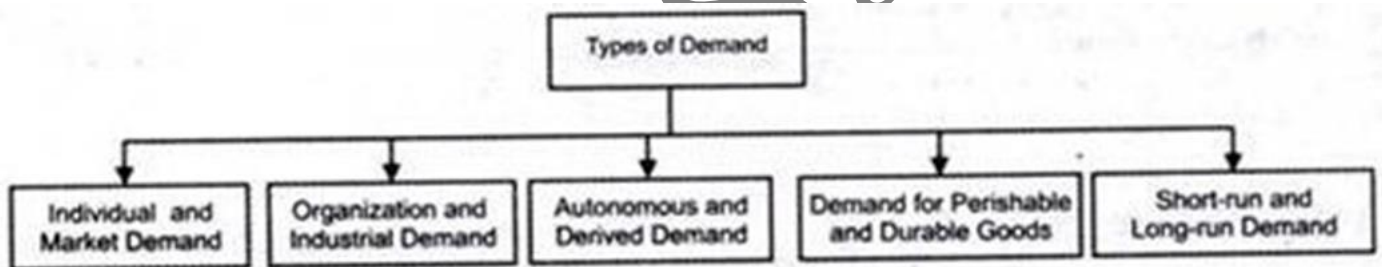 Types of Demand
Individual and
Market Demand
Organization and
Industrial Demand
Autonomous and
Derived Demand
Demand for Perishable
and Durable Goods
Short-run and
Long-run Demand